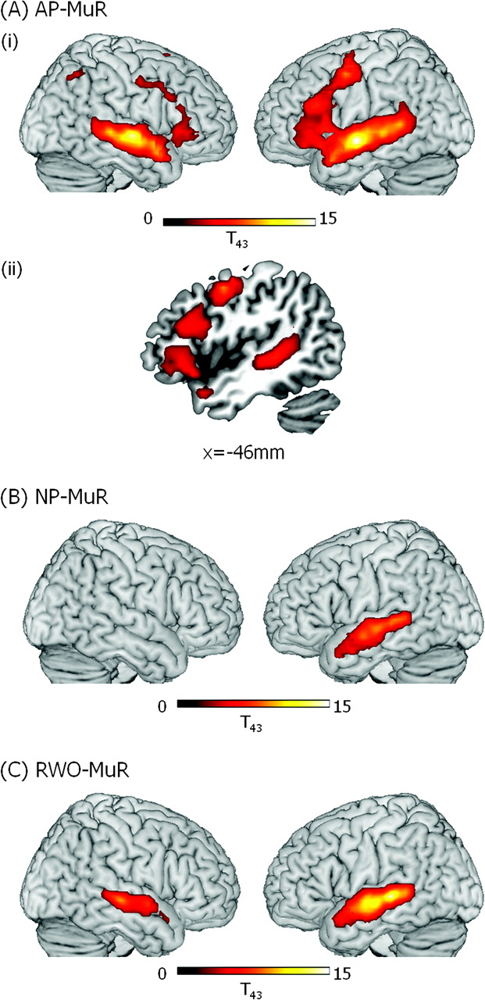 (A) AP-MuR
(i)
0 15
T43
(ii)
x=-46mm
(B) NP-MuR
0 15
T43
(C) RWO-MuR
0 15
T43